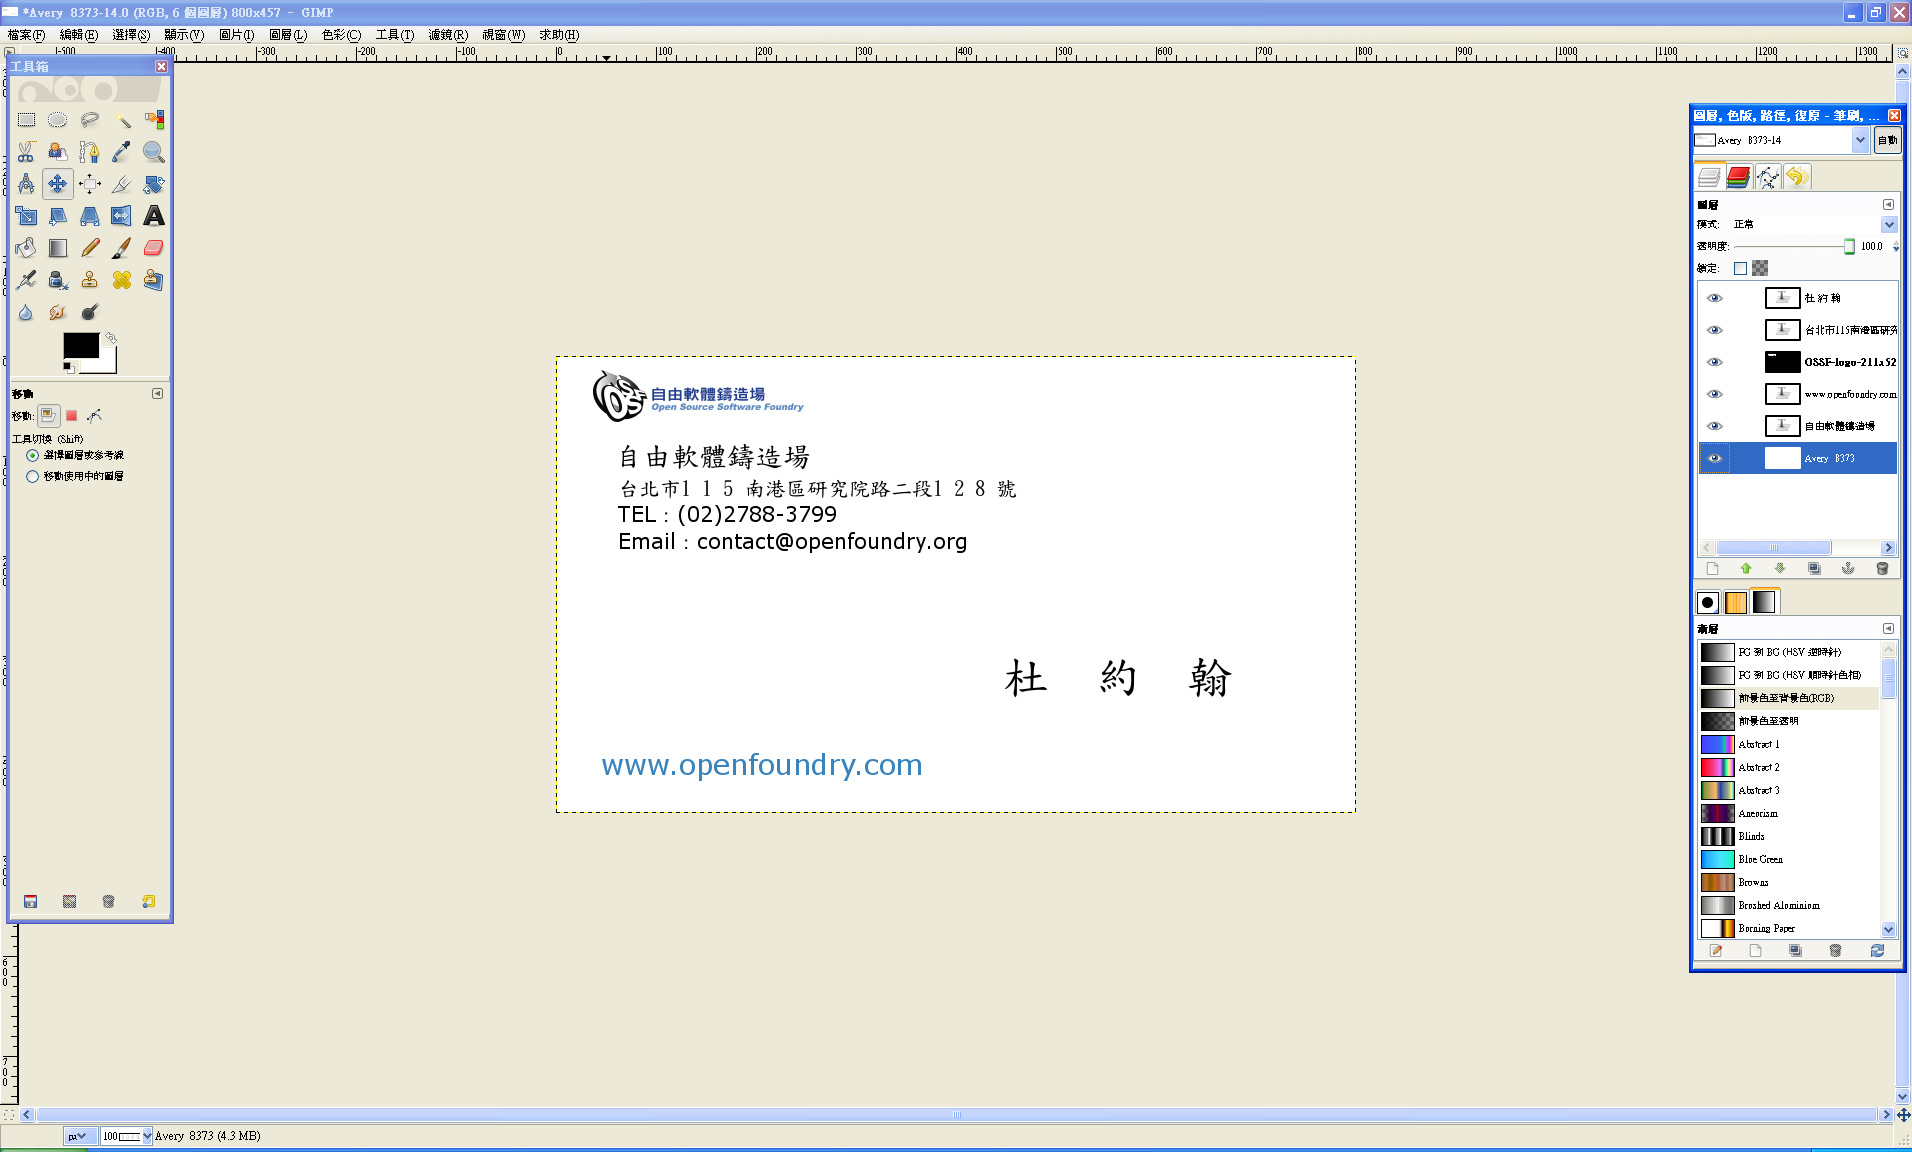 *Avery 8373-14.0 (RGB, 6 個圖層) 800x457 – GIMP
檔案(F) 編輯(E) 選擇(S) 顯示(V) 圖片(I) 圖層(L) 色彩(C) 工具(T) 濾鏡(R) 視窗(W) 求助(H)
-500 -400 -300 -200 -100 0 100 200 300 400 500 600 700 800 900 1000 1100 1200 1300
工具箱
移動
移動:
工具切換 (Shift)
選擇圖層或參考線
移動使用中的圖層
自由軟體鑄造場
Open Source Software Foundry
自由軟體鑄造場
台北市115 南港區研究院路二段128 號
TEL：(02)2788-3799
Email：contact@openfoundry.org
杜 約 翰
www.openfoundry.com
圖層, 色版, 路徑, 復原 - 筆刷, ...
Avery 8373-14
自動
圖層
模式: 正常
透明度: 100.0
鎖定:
杜 約 翰
台北市115南港區研究
OSSF-logo-211x52
www.openfoundry.com
自由軟體鑄造場
Avery 8373
漸層
FG 到 BG (HSV 逆時針)
FG 到 BG (HSV 順時針色相)
前景色至背景色(RGB)
前景色至透明
Abstract 1
Abstract 2
Abstract 3
Aneurism
Blinds
Blue Green
Browns
Brushed Aluminium
Burning Paper
600
700
px 100 Avery 8373 (4.3 MB)